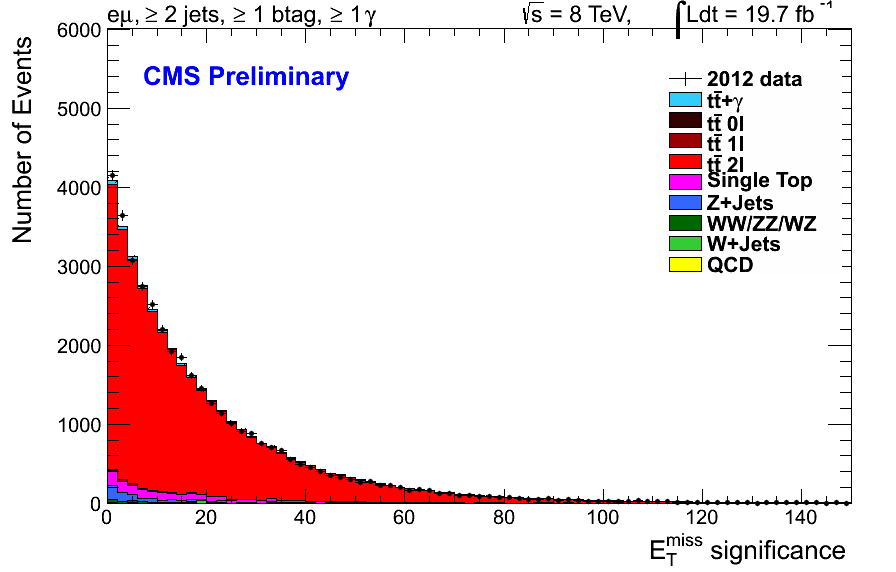 eμ, ≥ 2 jets, ≥ 1 btag, ≥ 1 γ
√s = 8 TeV, ∫Ldt = 19.7 fb⁻¹
CMS Preliminary
2012 data
tt̄+γ
tt̄ 0l
tt̄ 1l
tt̄ 2l
Single Top
Z+Jets
WW/ZZ/WZ
W+Jets
QCD
Number of Events
6000
5000
4000
3000
2000
1000
0
0 20 40 60 80 100 120 140
E_T^miss significance